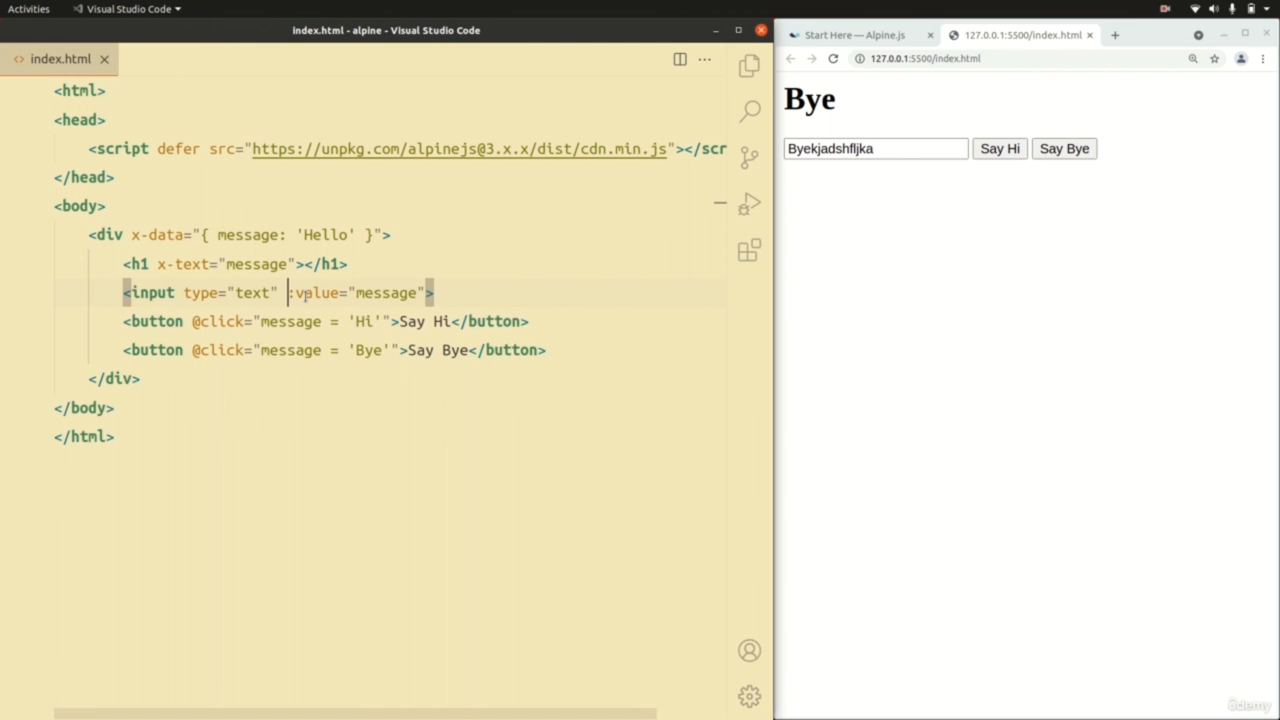 Activities
Visual Studio Code
index.html - alpine - Visual Studio Code
index.html
<html>
<head>
<script defer src="https://unpkg.com/alpinejs@3.x.x/dist/cdn.min.js"></scr
</head>
<body>
<div x-data="{ message: 'Hello' }">
<h1 x-text="message"></h1>
<input type="text" :value="message">
<button @click="message = 'Hi'">Say Hi</button>
<button @click="message = 'Bye'">Say Bye</button>
</div>
</body>
</html>
Start Here — Alpine.js
127.0.0.1:5500/index.html
127.0.0.1:5500/index.html
Bye
Byekjadshfljka
Say Hi
Say Bye
ûdemy